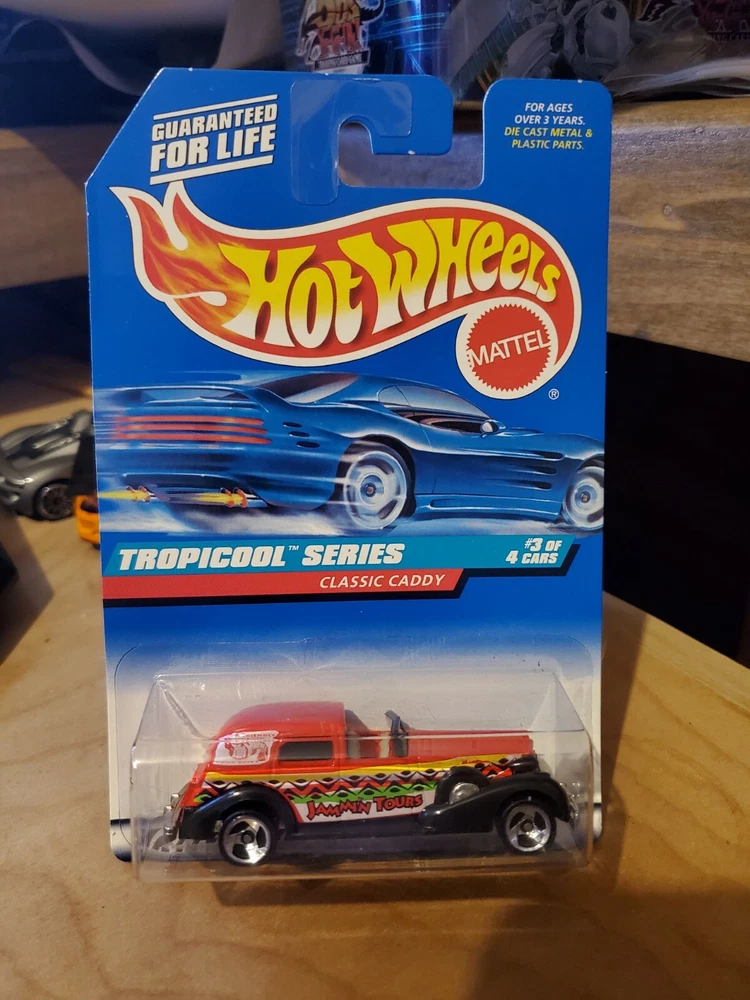 GUARANTEED
FOR LIFE
FOR AGES
OVER 3 YEARS.
DIE CAST METAL &
PLASTIC PARTS.
HOT WHEELS
MATTEL
®
TROPICOOL™ SERIES
#3 OF
4 CARS
CLASSIC CADDY
JAMMIN TOURS